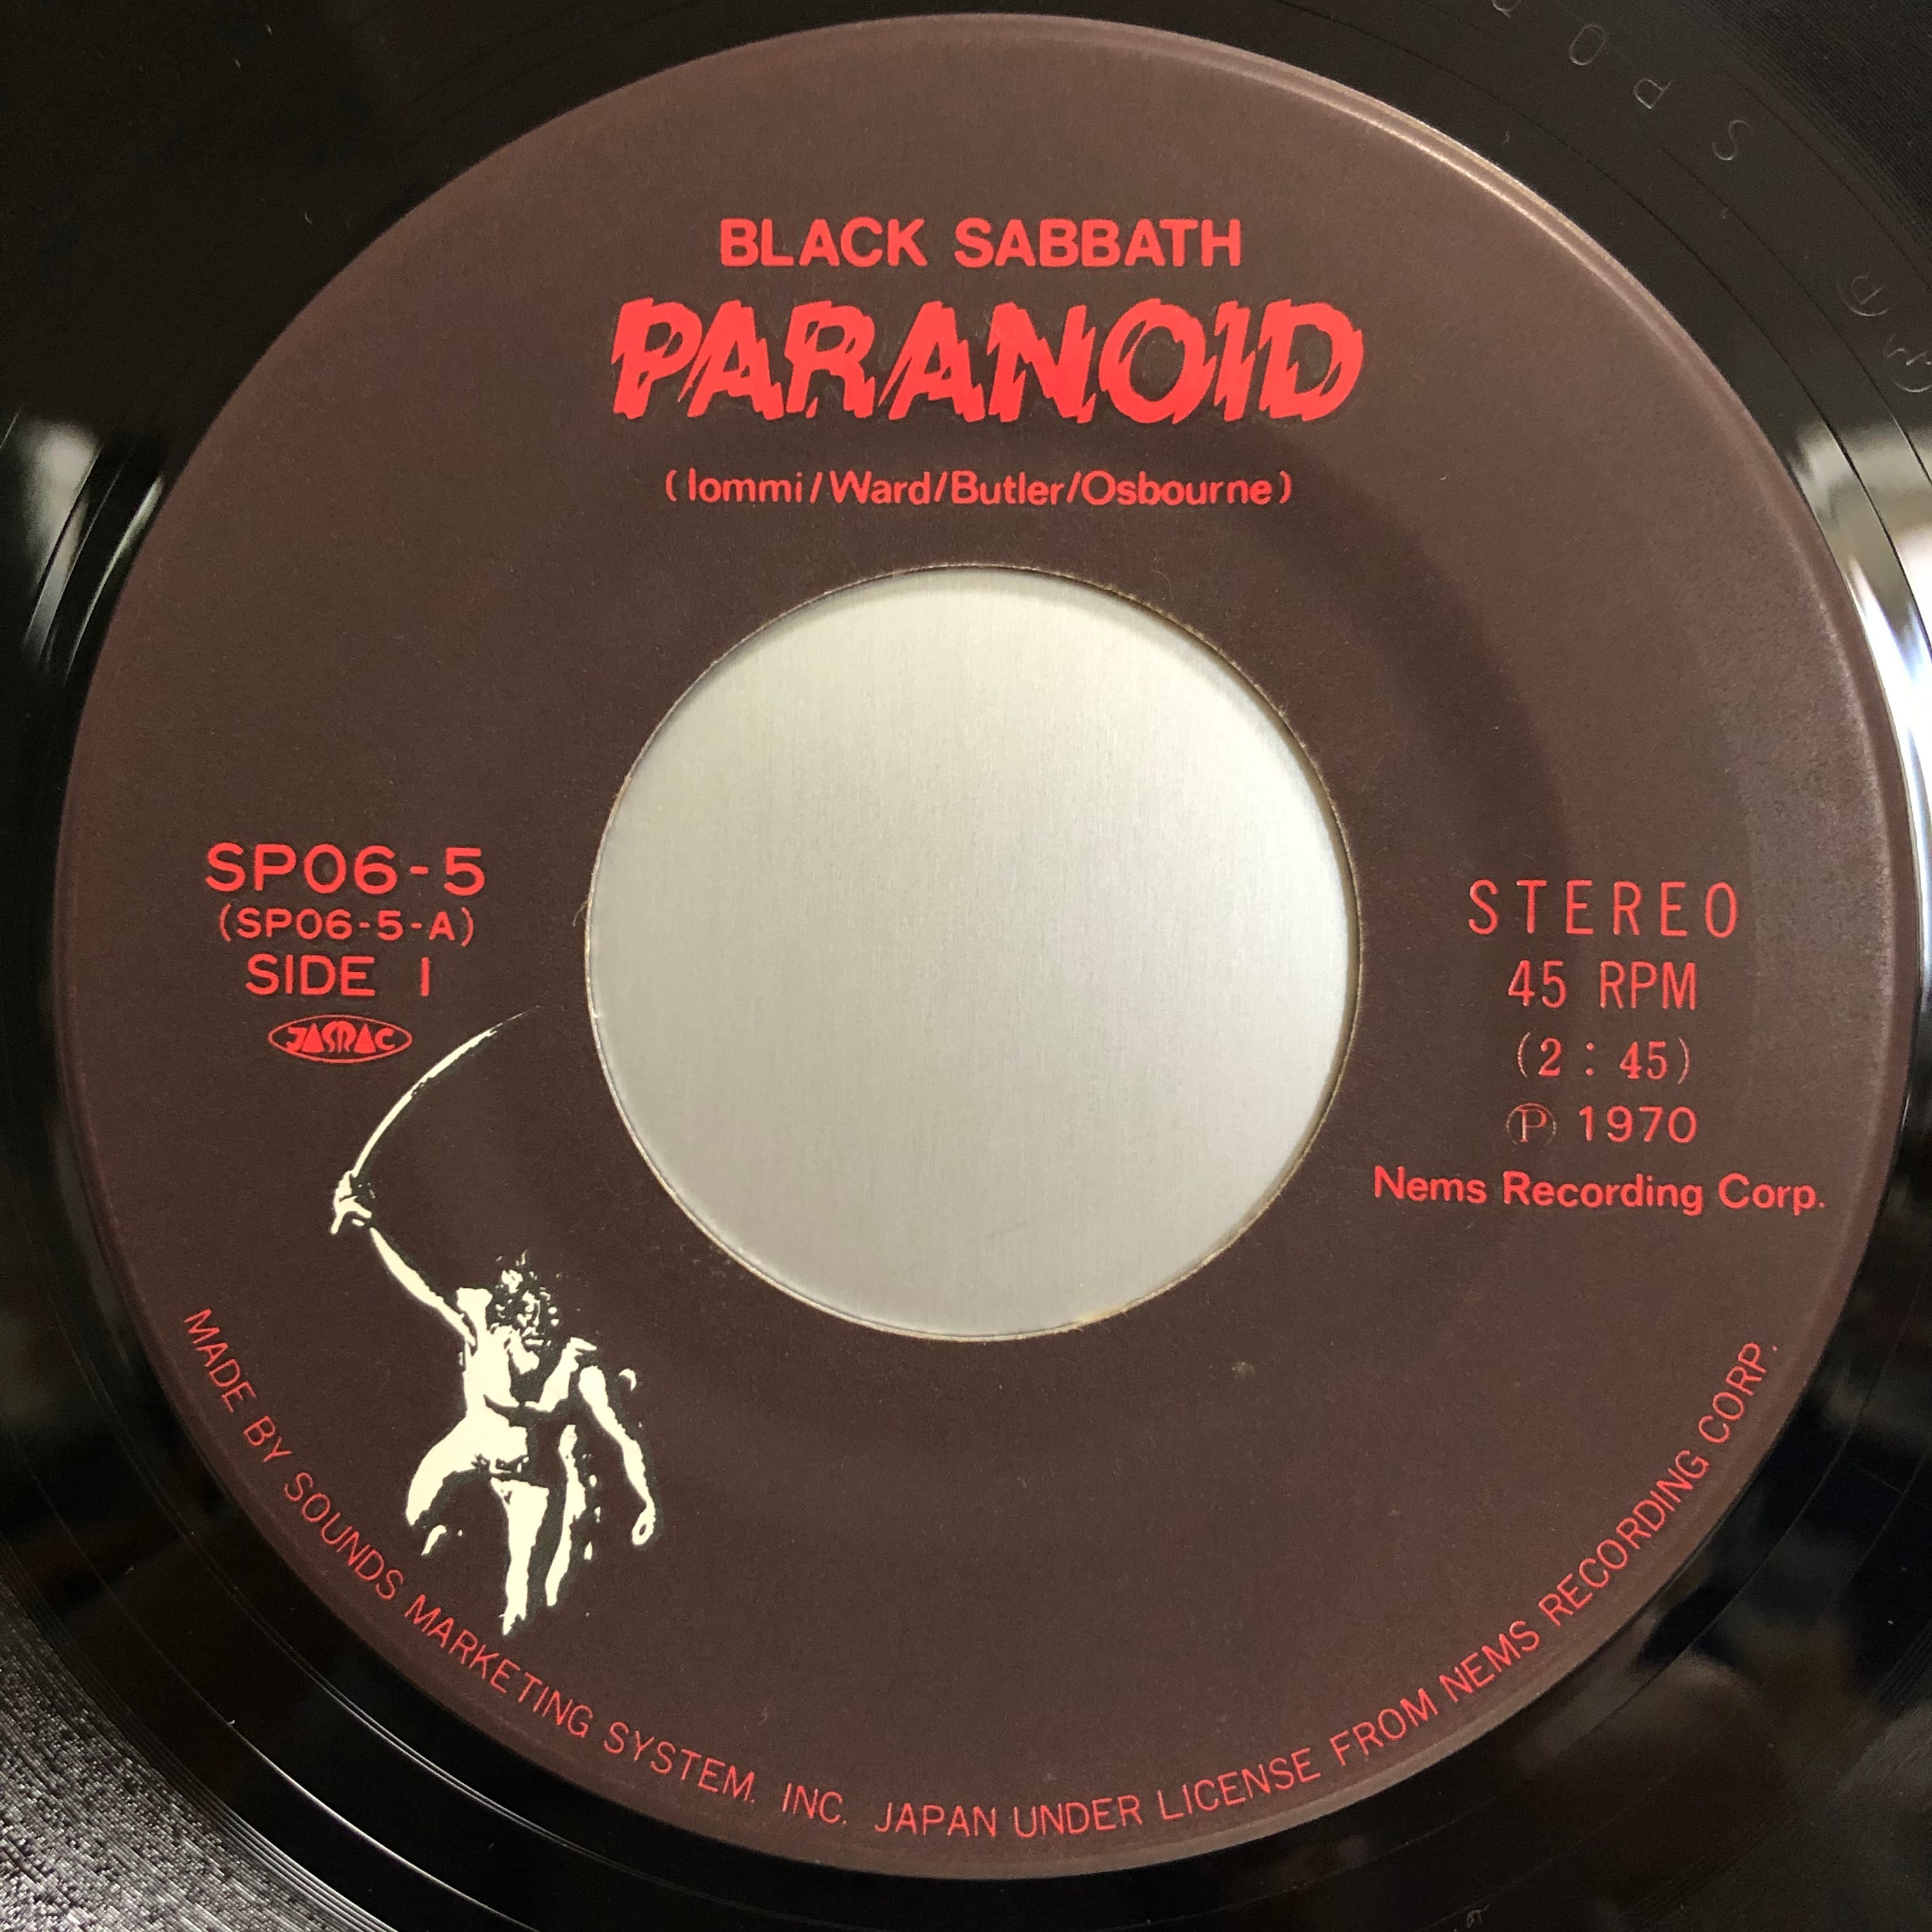 BLACK SABBATH
PARANOID
(Iommi/Ward/Butler/Osbourne)
SP06-5
(SP06-5-A)
SIDE 1
JASRAC
STEREO
45 RPM
(2:45)
Ⓟ 1970
Nems Recording Corp.
MADE BY SOUNDS MARKETING SYSTEM. INC. JAPAN UNDER LICENSE FROM NEMS RECORDING CORP.